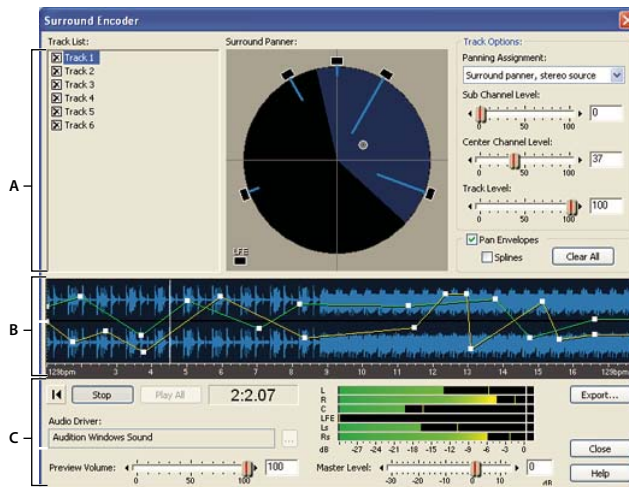 Surround Encoder
Track List:
Track 1
Track 2
Track 3
Track 4
Track 5
Track 6
Surround Panner:
LFE
Track Options:
Panning Assignment:
Surround panner, stereo source
Sub Channel Level:
0
0 50 100
Center Channel Level:
37
0 50 100
Track Level:
100
0 50 100
Pan Envelopes
Splines
Clear All
A
B
129bpm 3 4 5 6 7 8 9 10 11 12 13 14 15 16 129bpm
C
Stop
Play All
2:2.07
L
R
C
LFE
Ls
Rs
dB -27 -24 -21 -18 -15 -12 -9 -6 -3 0
Export...
Audio Driver:
Audition Windows Sound
...
Close
Preview Volume:
0 50 100
100
Master Level:
-30 -20 -10 0 10
0
dB
Help